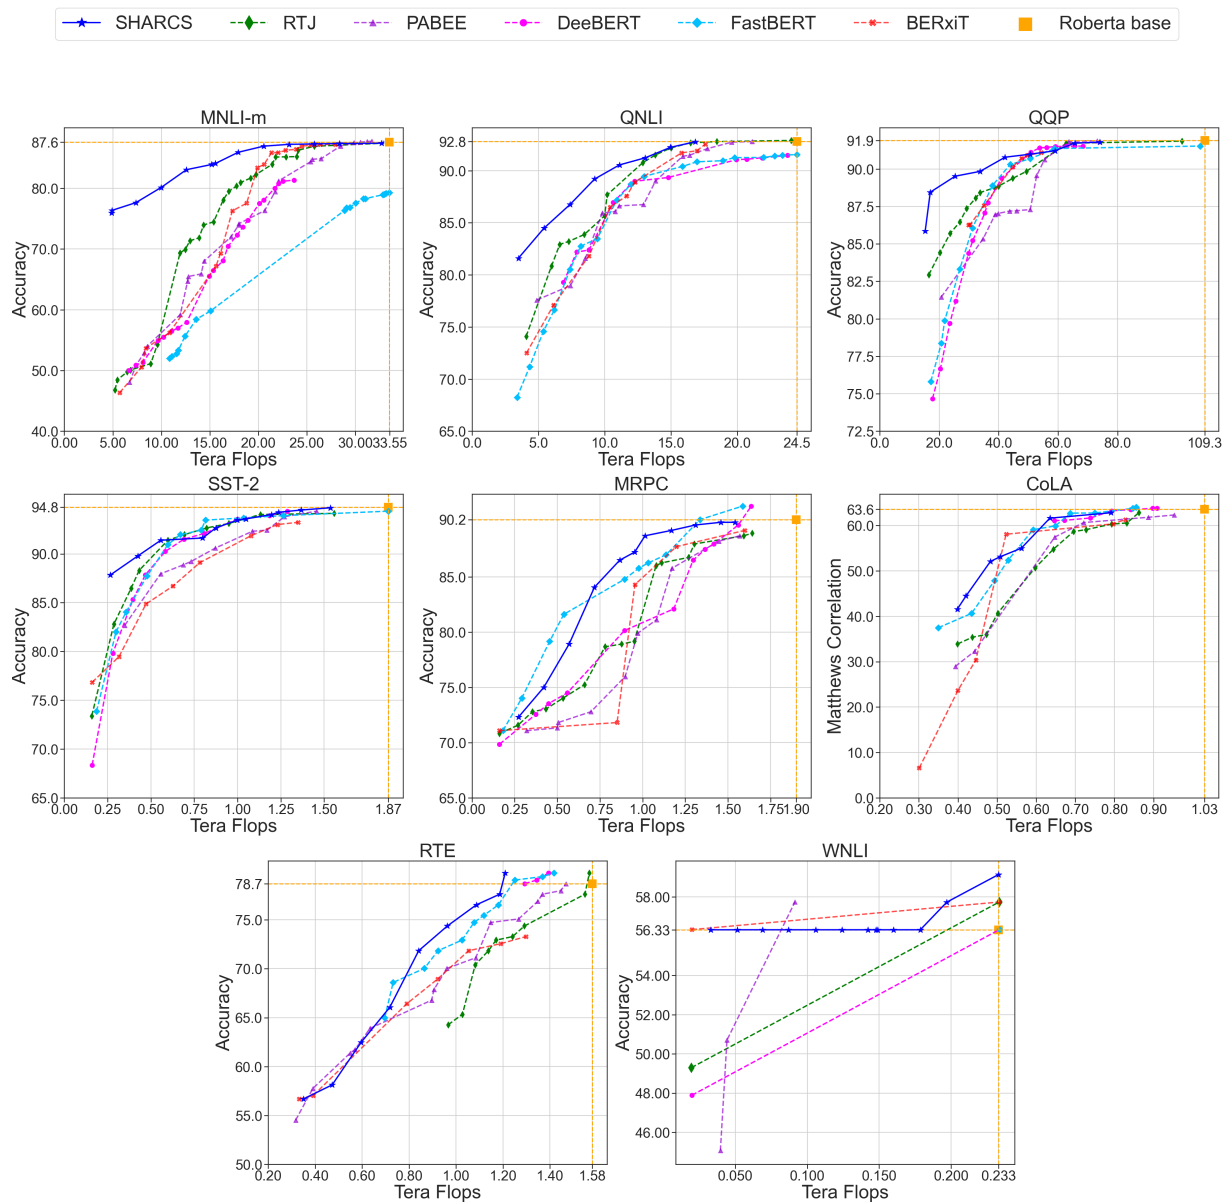 SHARCS RTJ PABEE DeeBERT FastBERT BERxiT Roberta base
MNLI-m
87.6
80.0
70.0
60.0
50.0
40.0
Accuracy
0.00 5.00 10.00 15.00 20.00 25.00 30.00 33.55
Tera Flops
QNLI
92.8
90.0
85.0
80.0
75.0
70.0
65.0
Accuracy
0.0 5.0 10.0 15.0 20.0 24.5
Tera Flops
QQP
91.9
90.0
87.5
85.0
82.5
80.0
77.5
75.0
72.5
Accuracy
0.0 20.0 40.0 60.0 80.0 109.3
Tera Flops
SST-2
94.8
90.0
85.0
80.0
75.0
70.0
65.0
Accuracy
0.00 0.25 0.50 0.75 1.00 1.25 1.50 1.87
Tera Flops
MRPC
90.2
85.0
80.0
75.0
70.0
65.0
Accuracy
0.00 0.25 0.50 0.75 1.00 1.25 1.50 1.75 1.90
Tera Flops
CoLA
63.6
60.0
50.0
40.0
30.0
20.0
10.0
0.0
Matthews Correlation
0.20 0.30 0.40 0.50 0.60 0.70 0.80 0.90 1.03
Tera Flops
RTE
78.7
75.0
70.0
65.0
60.0
55.0
50.0
Accuracy
0.20 0.40 0.60 0.80 1.00 1.20 1.40 1.58
Tera Flops
WNLI
58.00
56.33
54.00
52.00
50.00
48.00
46.00
Accuracy
0.050 0.100 0.150 0.200 0.233
Tera Flops